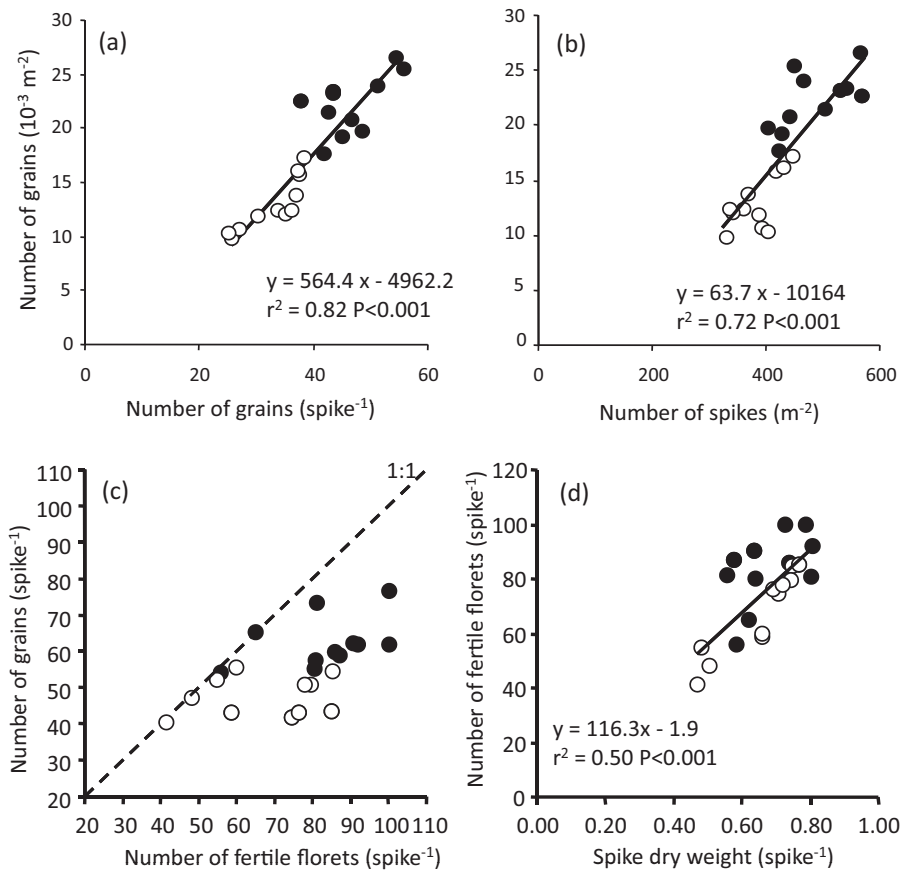 (a)
30
25
20
15
10
5
0
0 20 40 60
Number of grains (10⁻³ m⁻²)
Number of grains (spike⁻¹)
y = 564.4 x - 4962.2
r² = 0.82 P<0.001
(b)
30
25
20
15
10
5
0
0 200 400 600
Number of spikes (m⁻²)
y = 63.7 x - 10164
r² = 0.72 P<0.001
(c)
1:1
110
100
90
80
70
60
50
40
30
20
20 30 40 50 60 70 80 90 100 110
Number of grains (spike⁻¹)
Number of fertile florets (spike⁻¹)
(d)
120
100
80
60
40
20
0
0.00 0.20 0.40 0.60 0.80 1.00
Number of fertile florets (spike⁻¹)
Spike dry weight (spike⁻¹)
y = 116.3x - 1.9
r² = 0.50 P<0.001